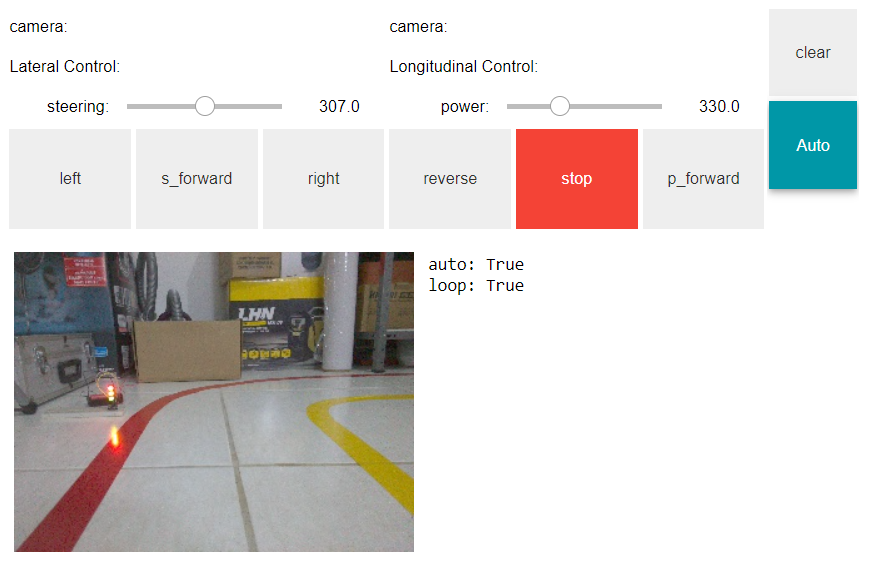 camera:
camera:
clear
Lateral Control:
Longitudinal Control:
steering:
307.0
power:
330.0
Auto
left
s_forward
right
reverse
stop
p_forward
auto: True
loop: True
LHN